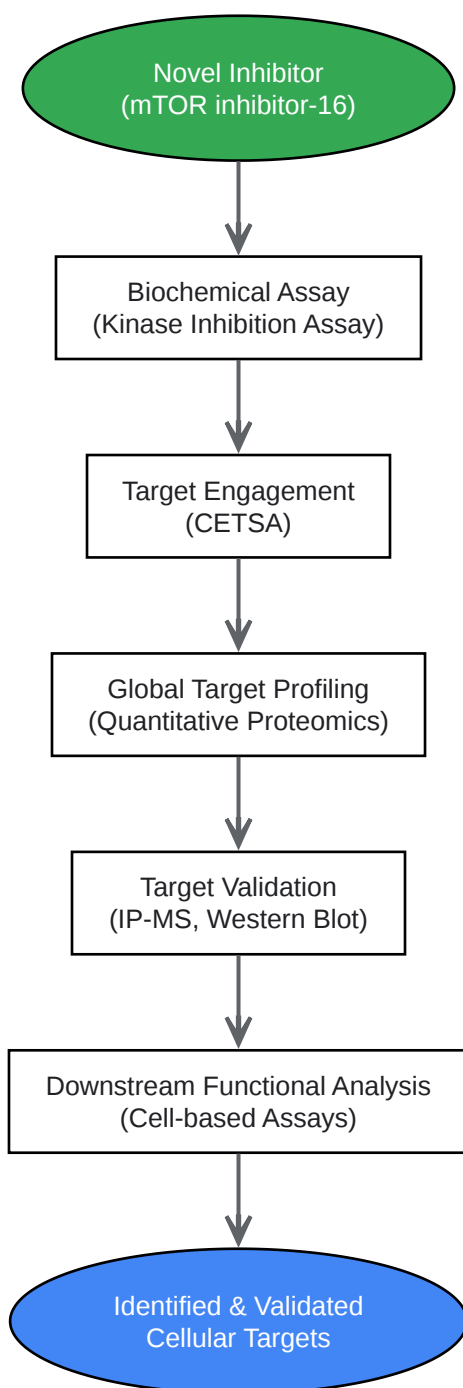 Novel Inhibitor
(mTOR inhibitor-16)
Biochemical Assay
(Kinase Inhibition Assay)
Target Engagement
(CETSA)
Global Target Profiling
(Quantitative Proteomics)
Target Validation
(IP-MS, Western Blot)
Downstream Functional Analysis
(Cell-based Assays)
Identified & Validated
Cellular Targets